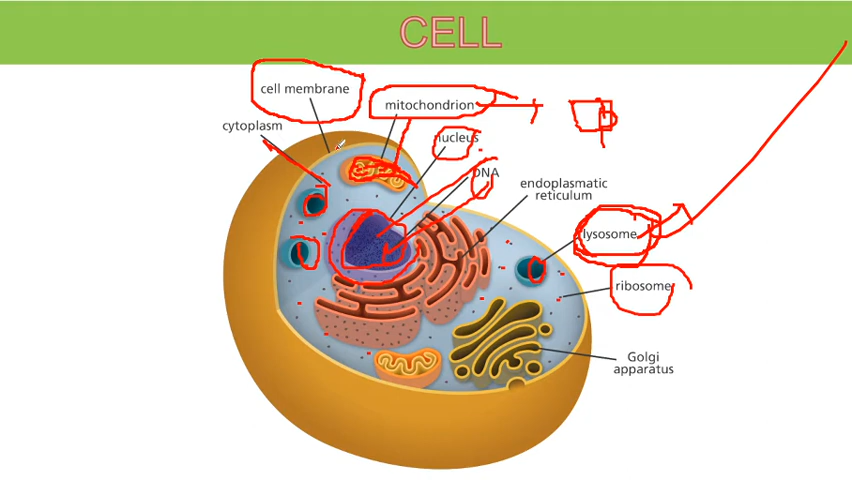 CELL
cell membrane
mitochondrion
cytoplasm
nucleus
DNA
endoplasmatic
reticulum
lysosome
ribosome
Golgi
apparatus